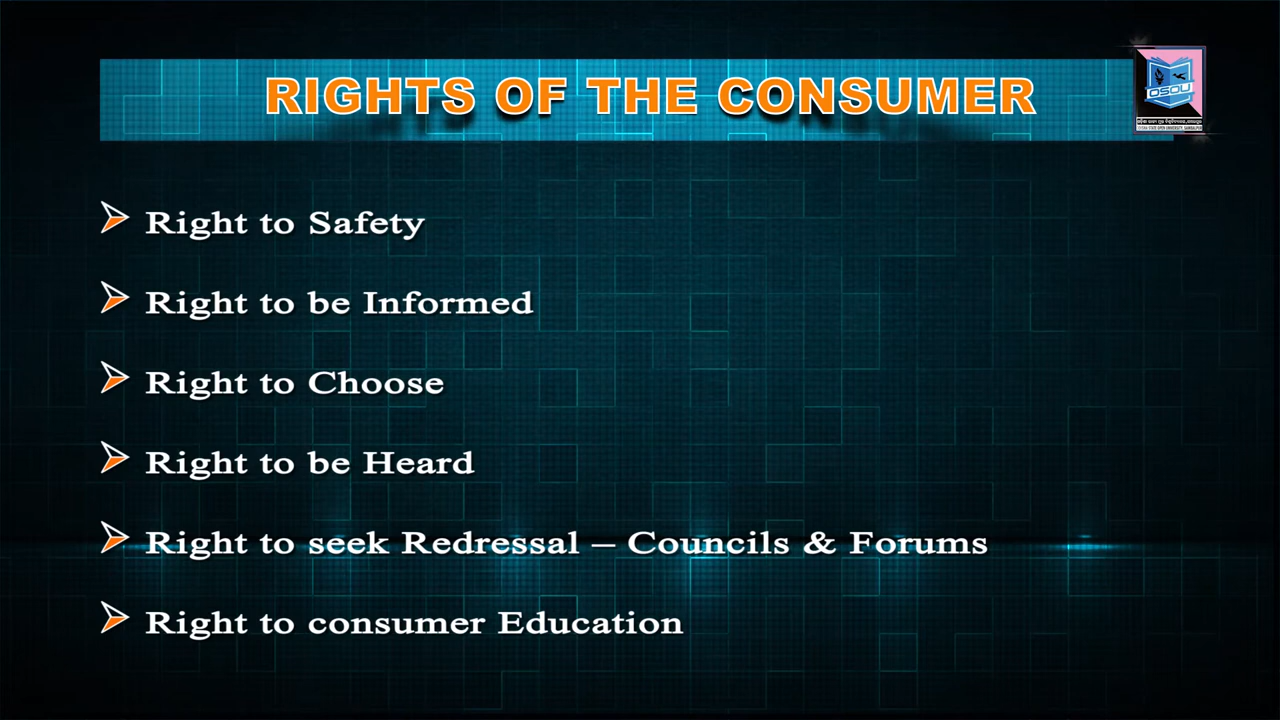 RIGHTS OF THE CONSUMER
OSOU
Right to Safety
Right to be Informed
Right to Choose
Right to be Heard
Right to seek Redressal – Councils & Forums
Right to consumer Education